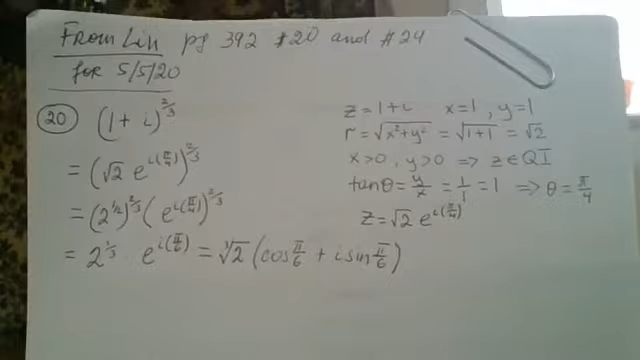 From Lin pg 392 #20 and #24
for 5/5/20
20 (1 + i)^{2/3}
= (√2 e^{i(π/4)})^{2/3}
= (2^{1/2})^{2/3} (e^{i(π/4)})^{2/3}
= 2^{1/3} · e^{i(π/6)} = ∛2 (cos π/6 + i sin π/6)
z = 1 + i x = 1, y = 1
r = √(x² + y²) = √(1+1) = √2
x > 0, y > 0 ⇒ z ∈ QI
tan θ = y/x = 1/1 = 1 ⇒ θ = π/4
z = √2 e^{i(π/4)}